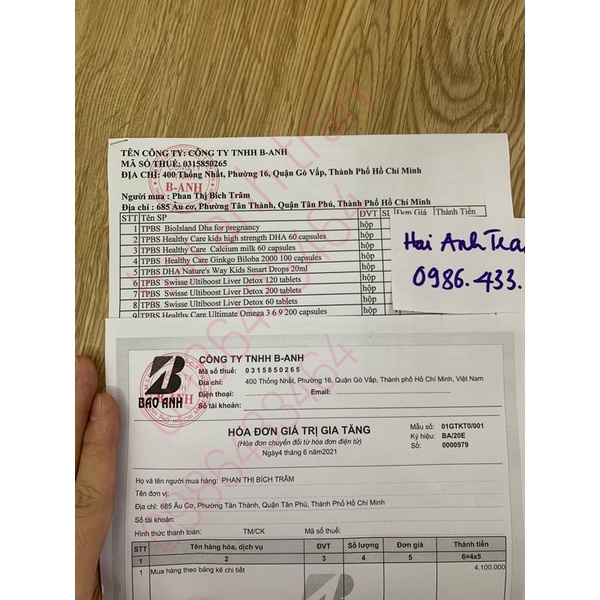 TÊN CÔNG TY: CÔNG TY TNHH B-ANH
MÃ SỐ THUẾ: 0315850265
ĐỊA CHỈ: 400 Thống Nhất, Phường 16, Quận Gò Vấp, Thành Phố Hồ Chí Minh
B-ANH
Người mua : Phan Thị Bích Trâm
Địa chỉ : 685 Âu cơ, Phường Tân Thành, Quận Tân Phú, Thành Phố Hồ Chí Minh
STT Tên SP ĐVT SL Đơn Giá Thành Tiền
1 TPBS BioIsland Dha for pregnancy hộp
2 TPBS Healthy Care kids high strength DHA 60 capsules hộp
3 TPBS Healthy Care Calcium milk 60 capsules hộp
4 TPBS Healthy Care Ginkgo Biloba 2000 100 capsules hộp
5 TPBS DHA Nature's Way Kids Smart Drops 20ml hộp
6 TPBS Swisse Ultiboost Liver Detox 120 tablets hộp
7 TPBS Swisse Ultiboost Liver Detox 200 tablets hộp
8 TPBS Swisse Ultiboost Liver Detox 60 tablets hộp
9 TPBS Healthy Care Ultimate Omega 3 6 9 200 capsules hộp
Hai Anh Tran
0986.433.
0986433464
BAO ANH
CÔNG TY TNHH B-ANH
Mã số thuế: 0315850265
Địa chỉ: 400 Thống Nhất, Phường 16, Quận Gò Vấp, Thành phố Hồ Chí Minh, Việt Nam
Điện thoại: Email:
Số tài khoản:
HÓA ĐƠN GIÁ TRỊ GIA TĂNG
(Hóa đơn chuyển đổi từ hóa đơn điện tử)
Ngày4 tháng 6 năm2021
Mẫu số: 01GTKT0/001
Ký hiệu: BA/20E
Số: 0000979
Họ và tên người mua hàng: PHAN THỊ BÍCH TRÂM
Tên đơn vị:
Địa chỉ: 685 Âu Cơ, Phường Tân Thành, Quận Tân Phú, Thành Phố Hồ Chí Minh
Số tài khoản:
Hình thức thanh toán: TM/CK Mã số thuế:
STT Tên hàng hóa, dịch vụ ĐVT Số lượng Đơn giá Thành tiền
1 2 3 4 5 6=4x5
1 Mua hàng theo bảng kê chi tiết 4.100.000